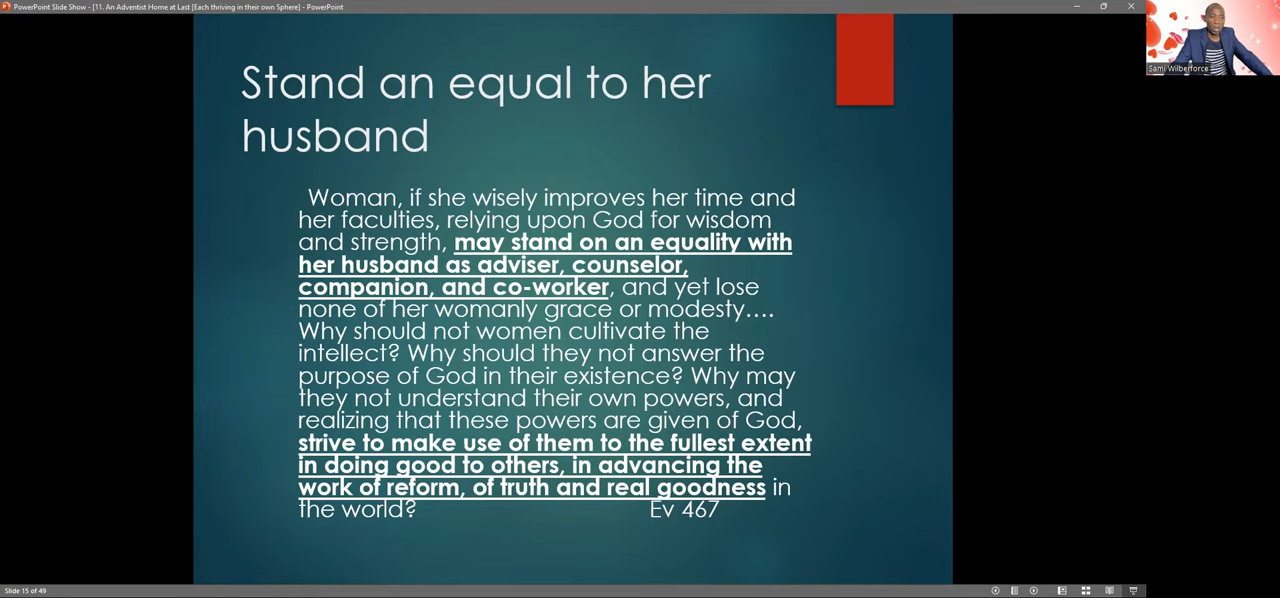 PowerPoint Slide Show - [11. An Adventist Home at Last [Each thriving in their own Sphere] - PowerPoint
Sami Wilberforce
Stand an equal to her
husband
Woman, if she wisely improves her time and
her faculties, relying upon God for wisdom
and strength, may stand on an equality with
her husband as adviser, counselor,
companion, and co-worker, and yet lose
none of her womanly grace or modesty….
Why should not women cultivate the
intellect? Why should they not answer the
purpose of God in their existence? Why may
they not understand their own powers, and
realizing that these powers are given of God,
strive to make use of them to the fullest extent
in doing good to others, in advancing the
work of reform, of truth and real goodness in
the world? Ev 467
Slide 15 of 49